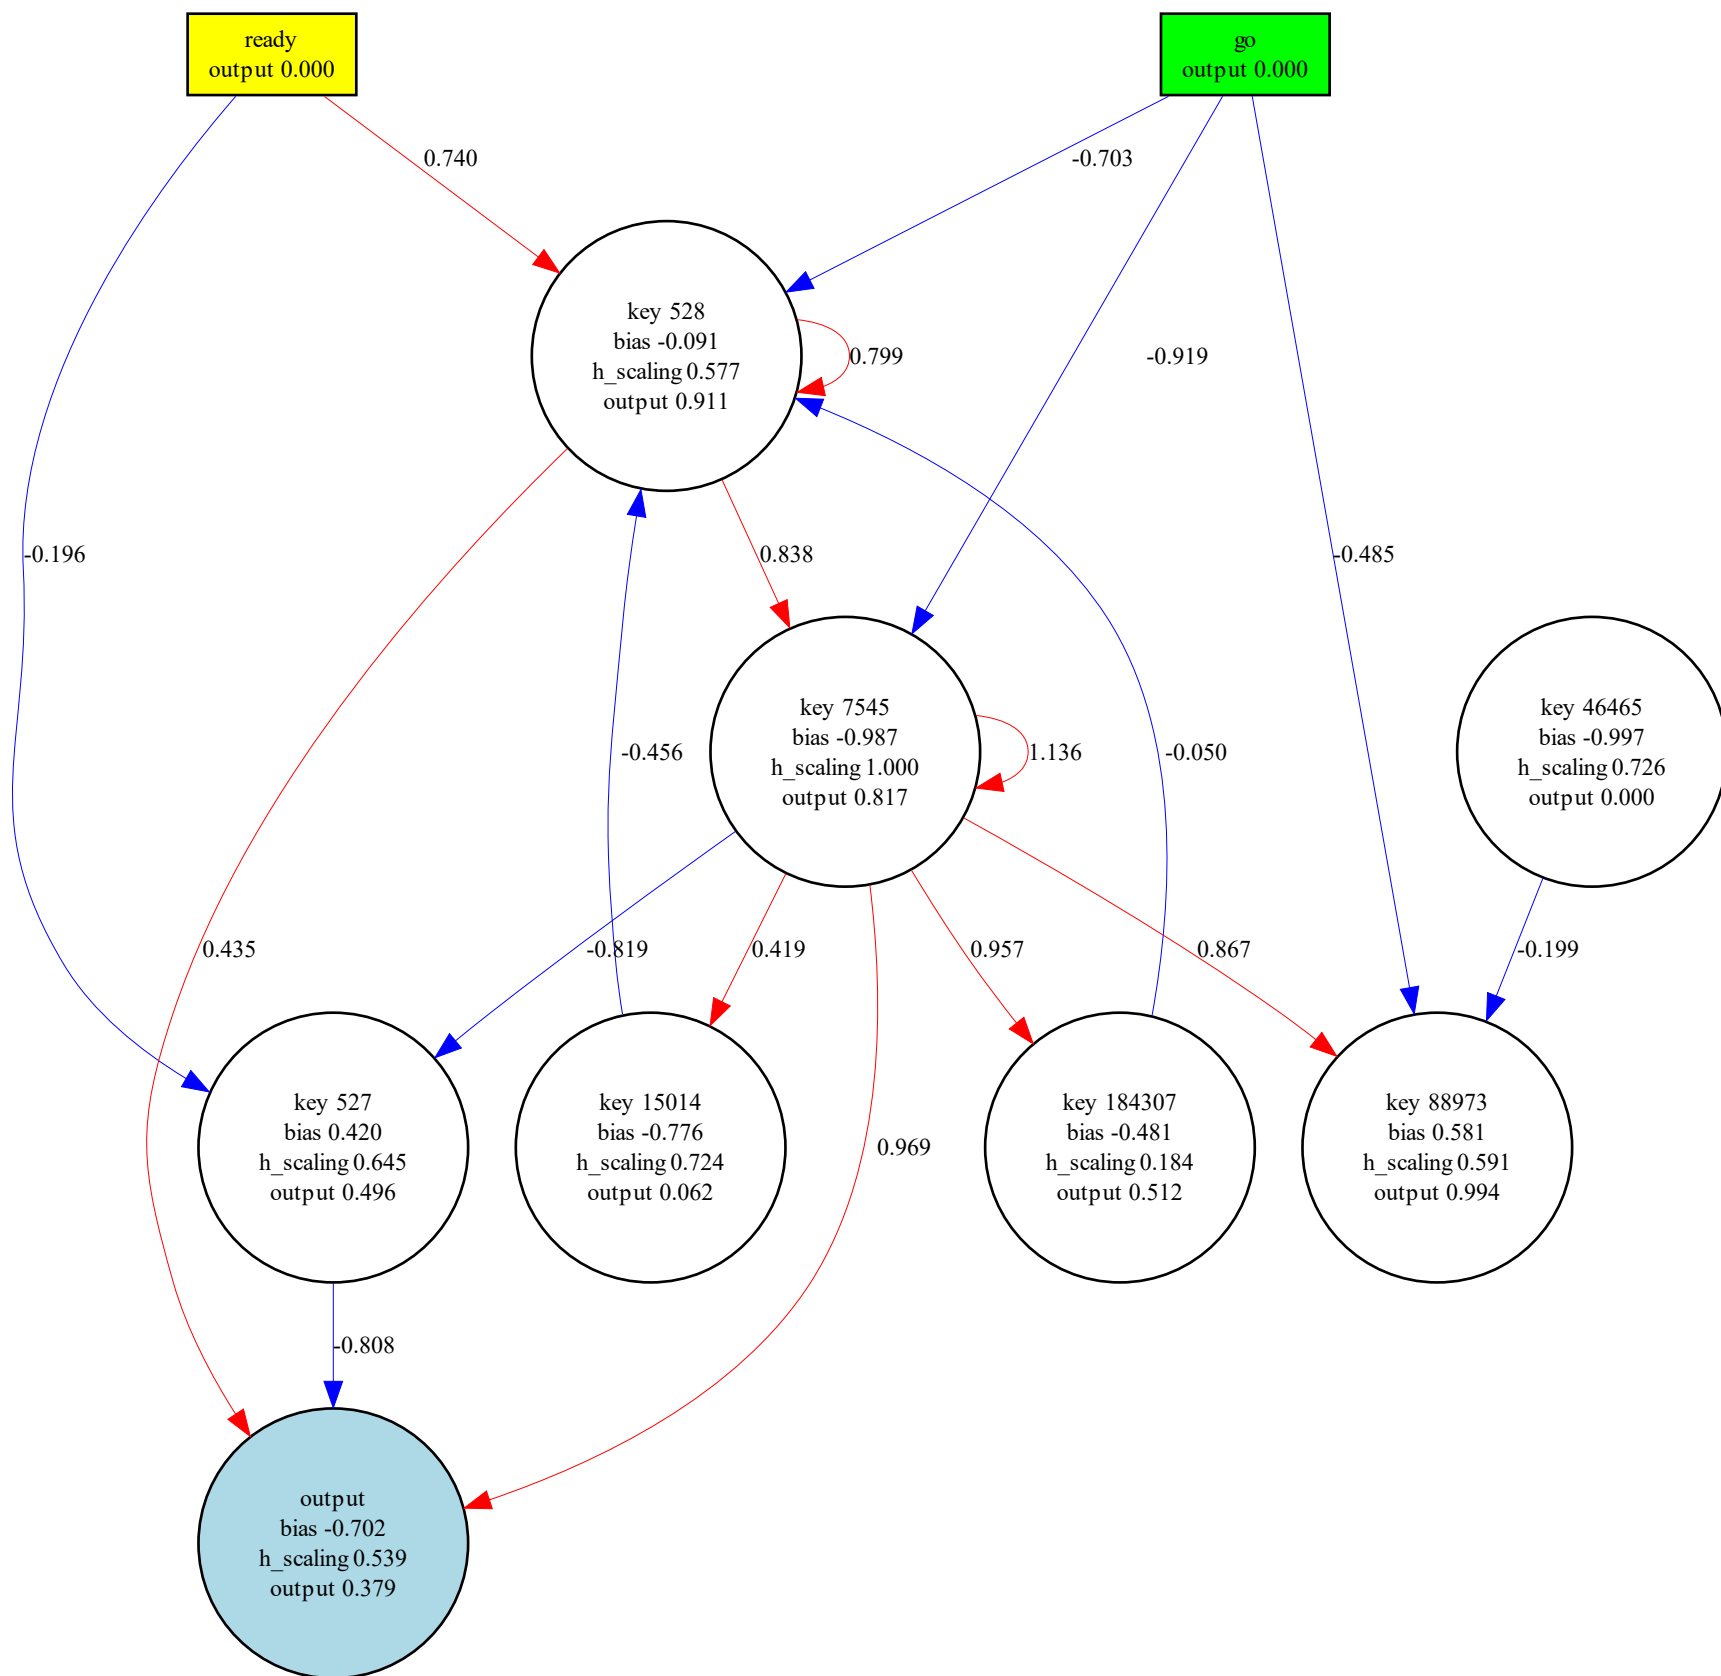 ready
output 0.000
go
output 0.000
0.740
-0.703
key 528
bias -0.091
h_scaling 0.577
output 0.911
0.799
-0.919
-0.196
0.838
-0.485
key 7545
bias -0.987
h_scaling 1.000
output 0.817
-0.456
1.136
-0.050
key 46465
bias -0.997
h_scaling 0.726
output 0.000
0.435
-0.819
0.419
0.957
0.867
-0.199
key 527
bias 0.420
h_scaling 0.645
output 0.496
key 15014
bias -0.776
h_scaling 0.724
output 0.062
0.969
key 184307
bias -0.481
h_scaling 0.184
output 0.512
key 88973
bias 0.581
h_scaling 0.591
output 0.994
-0.808
output
bias -0.702
h_scaling 0.539
output 0.379